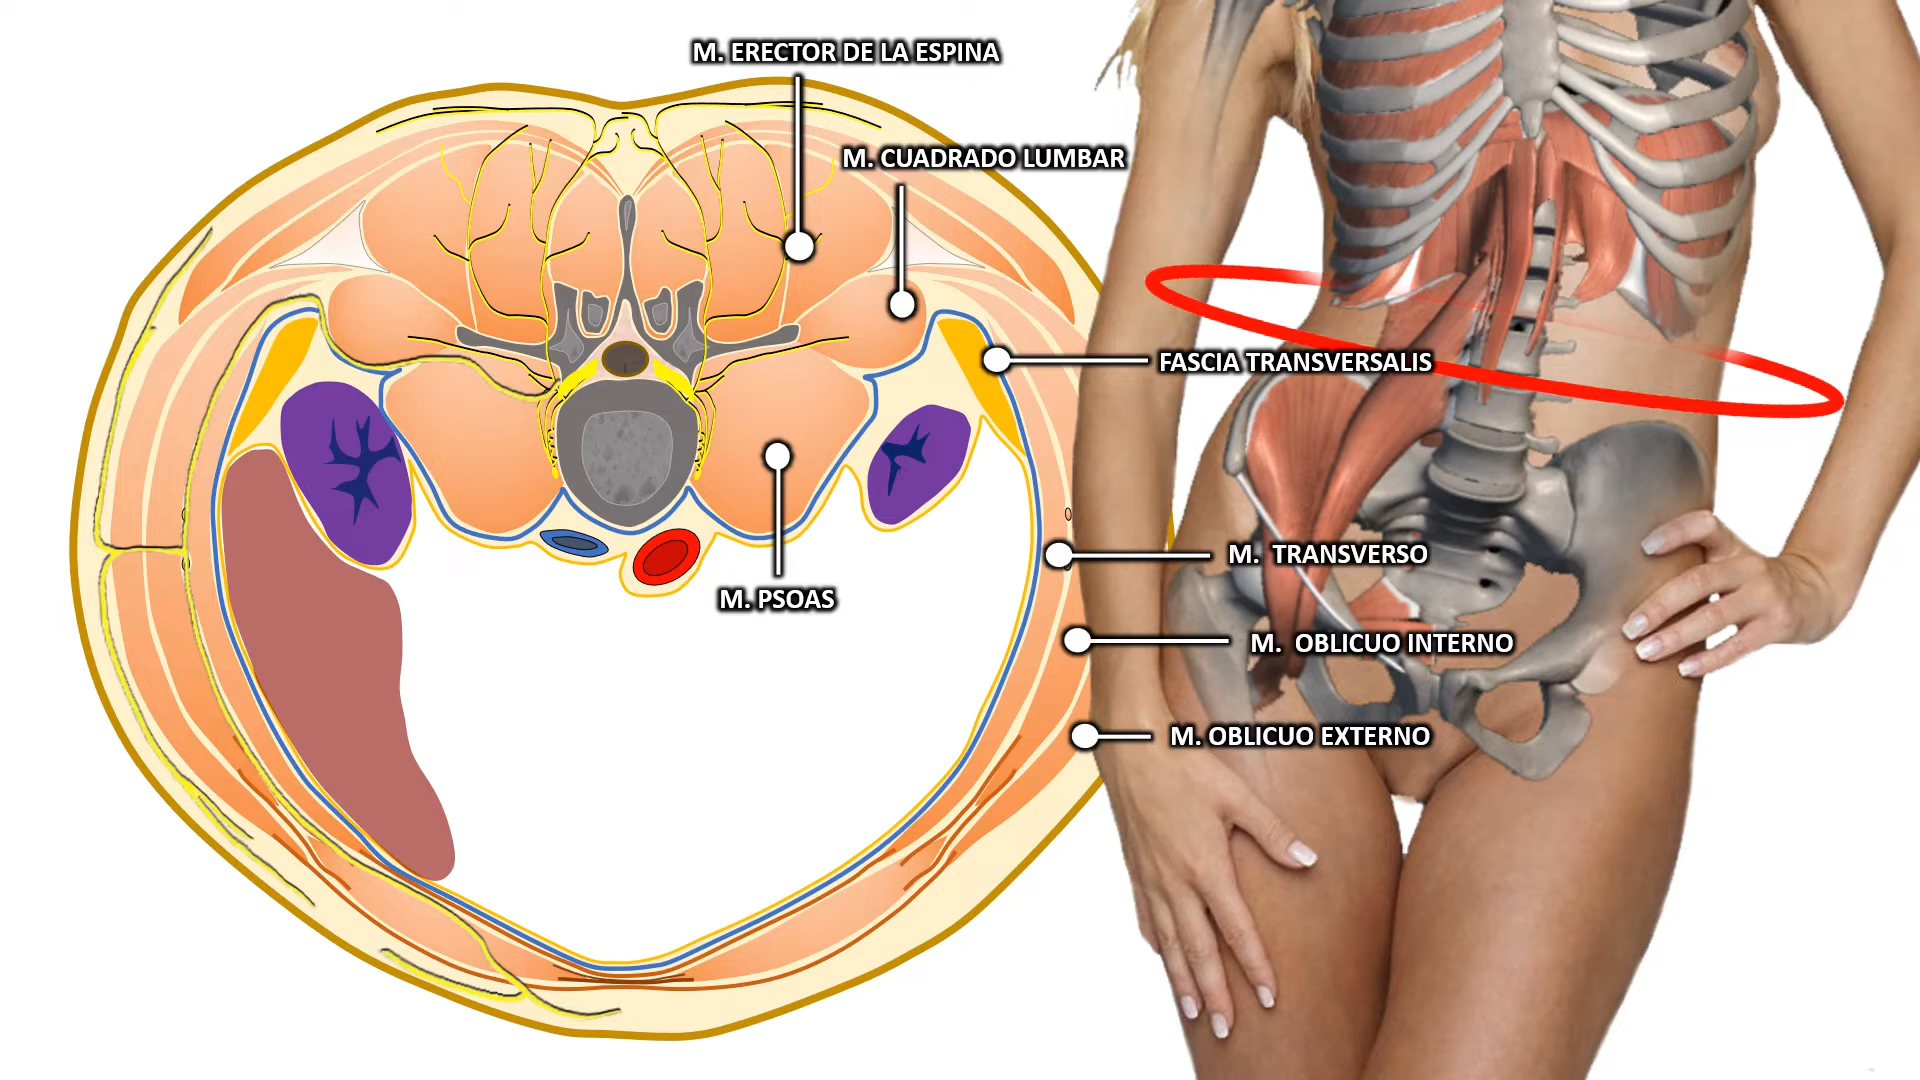 M. ERECTOR DE LA ESPINA
M. CUADRADO LUMBAR
FASCIA TRANSVERSALIS
M. TRANSVERSO
M. PSOAS
M. OBLICUO INTERNO
M. OBLICUO EXTERNO